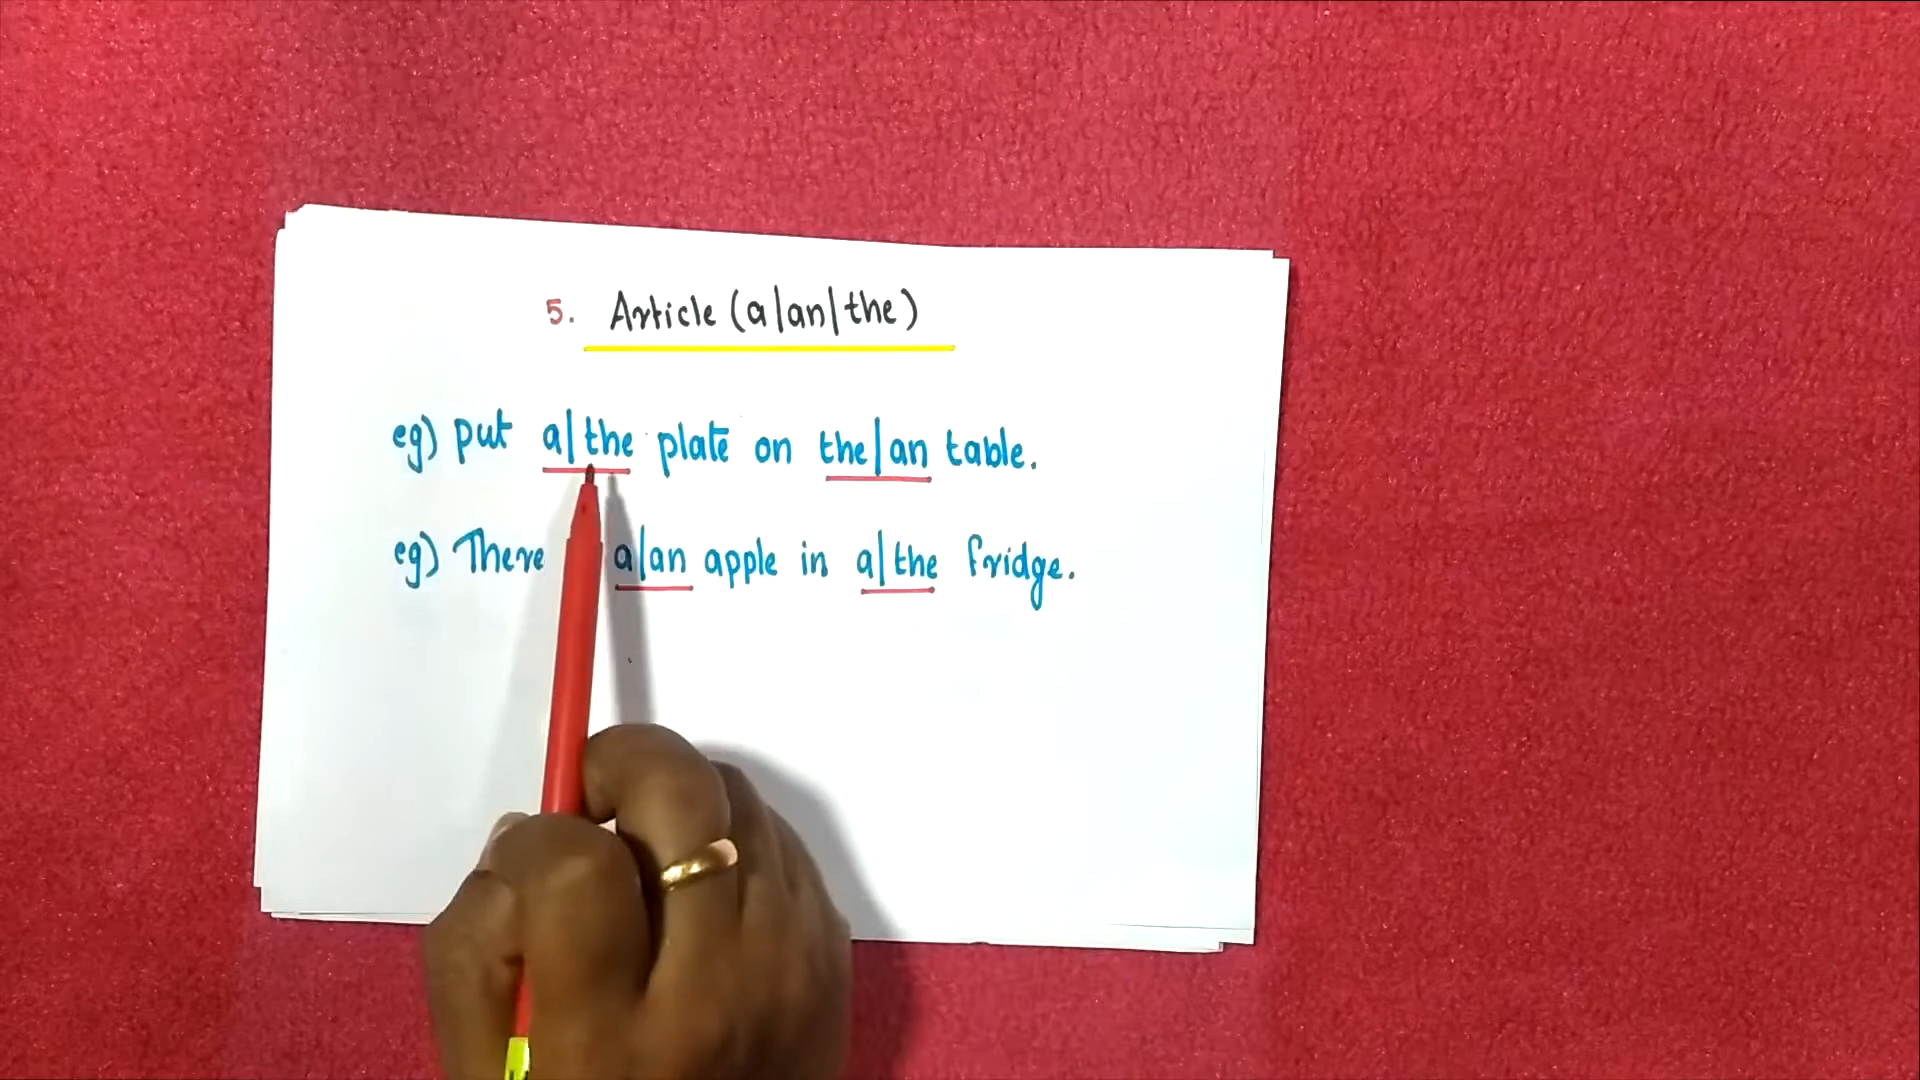 5. Article (a|an|the)
eg) put a|the plate on the|an table.
eg) There a|an apple in a|the fridge.